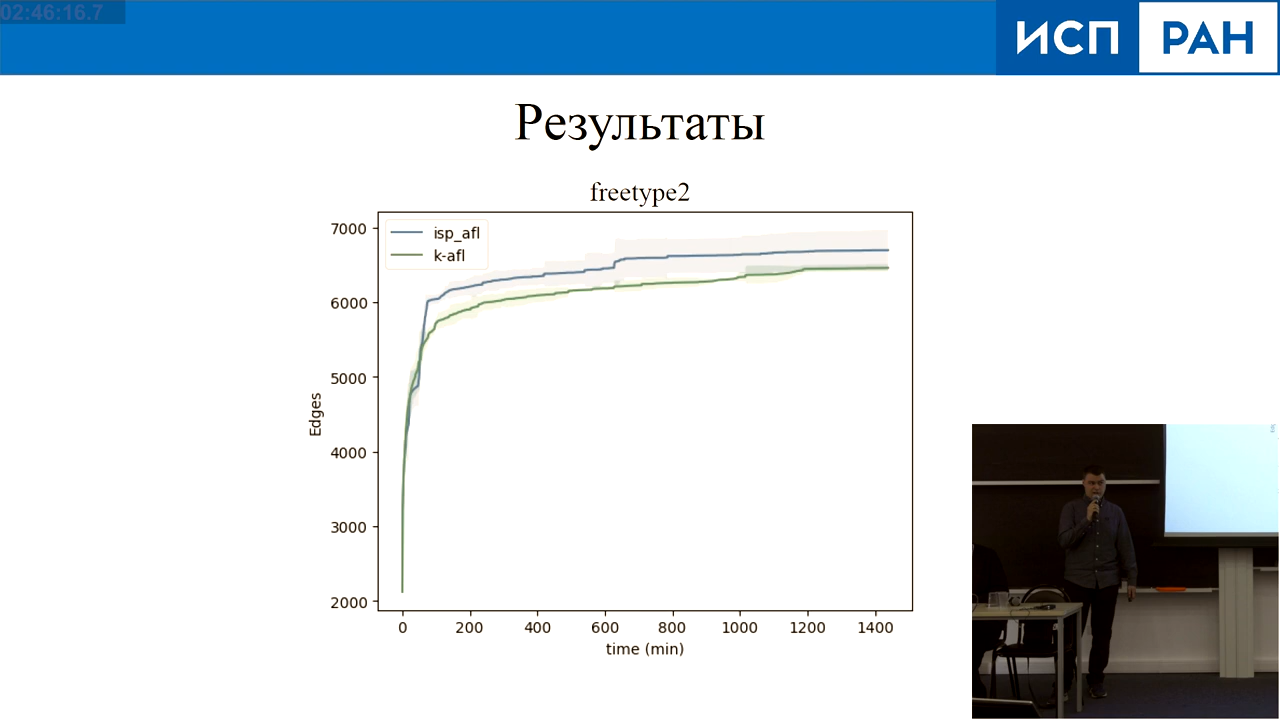 02:46:16.7
ИСП РАН
Результаты
freetype2
isp_afl
k-afl
7000
6000
5000
4000
3000
2000
Edges
0 200 400 600 800 1000 1200 1400
time (min)